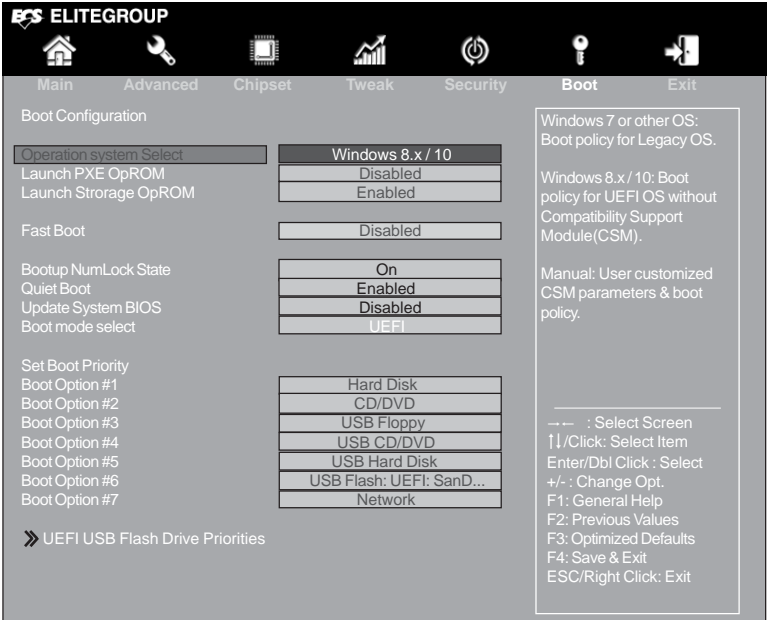 ECS ELITEGROUP
Main Advanced Chipset Tweak Security Boot Exit
Boot Configuration
Operation system Select Windows 8.x / 10
Launch PXE OpROM Disabled
Launch Strorage OpROM Enabled
Fast Boot Disabled
Bootup NumLock State On
Quiet Boot Enabled
Update System BIOS Disabled
Boot mode select UEFI
Set Boot Priority
Boot Option #1 Hard Disk
Boot Option #2 CD/DVD
Boot Option #3 USB Floppy
Boot Option #4 USB CD/DVD
Boot Option #5 USB Hard Disk
Boot Option #6 USB Flash: UEFI: SanD...
Boot Option #7 Network
UEFI USB Flash Drive Priorities
Windows 7 or other OS:
Boot policy for Legacy OS.
Windows 8.x / 10: Boot
policy for UEFI OS without
Compatibility Support
Module(CSM).
Manual: User customized
CSM parameters & boot
policy.
→← : Select Screen
↑↓/Click: Select Item
Enter/Dbl Click : Select
+/- : Change Opt.
F1: General Help
F2: Previous Values
F3: Optimized Defaults
F4: Save & Exit
ESC/Right Click: Exit